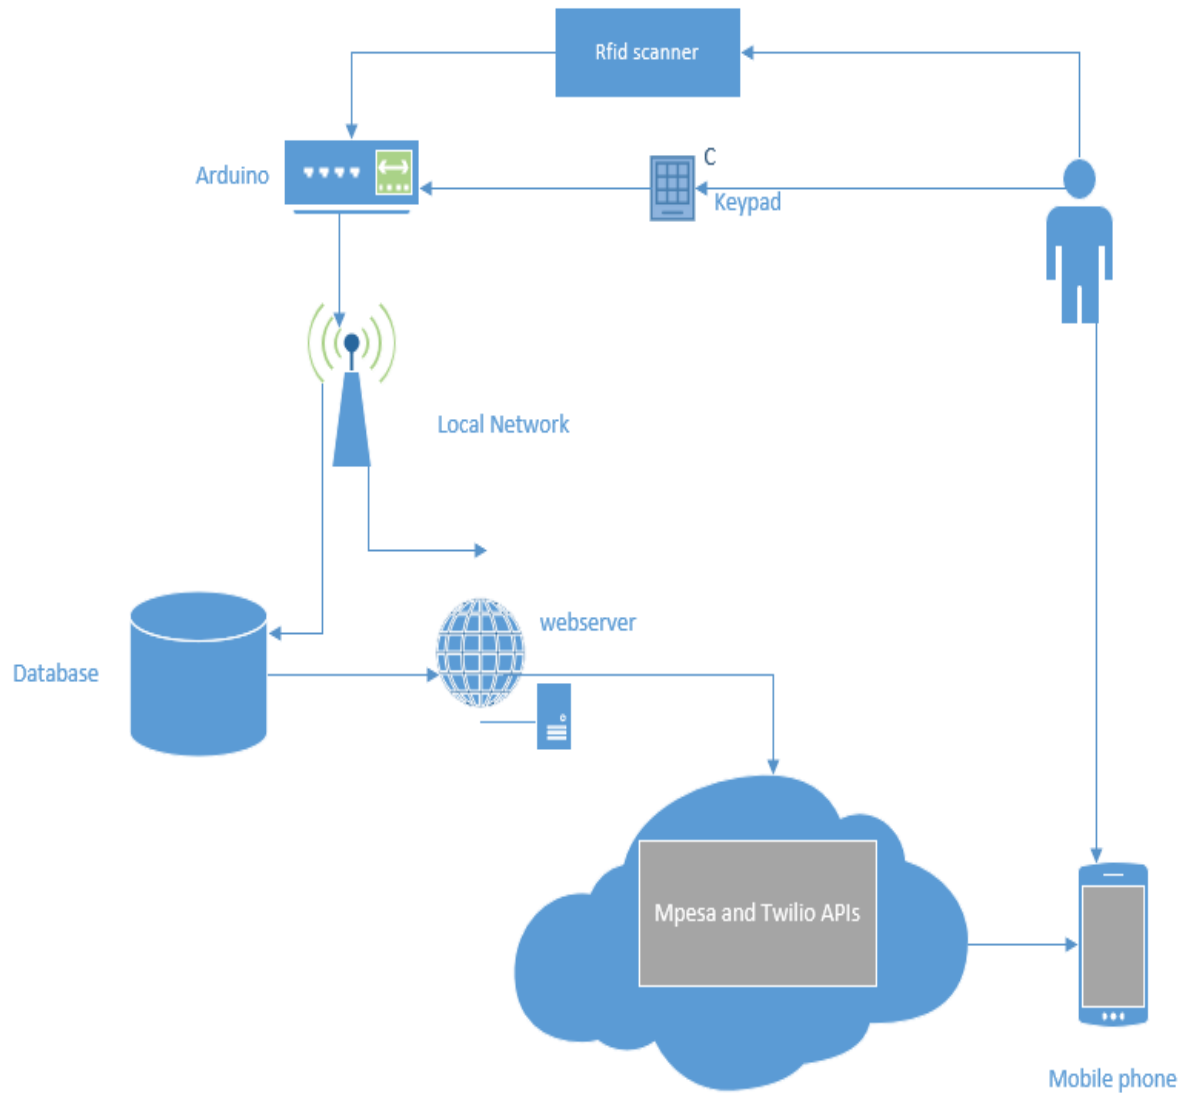 Rfid scanner
C
Arduino
Keypad
Local Network
webserver
Database
Mpesa and Twilio APIs
Mobile phone